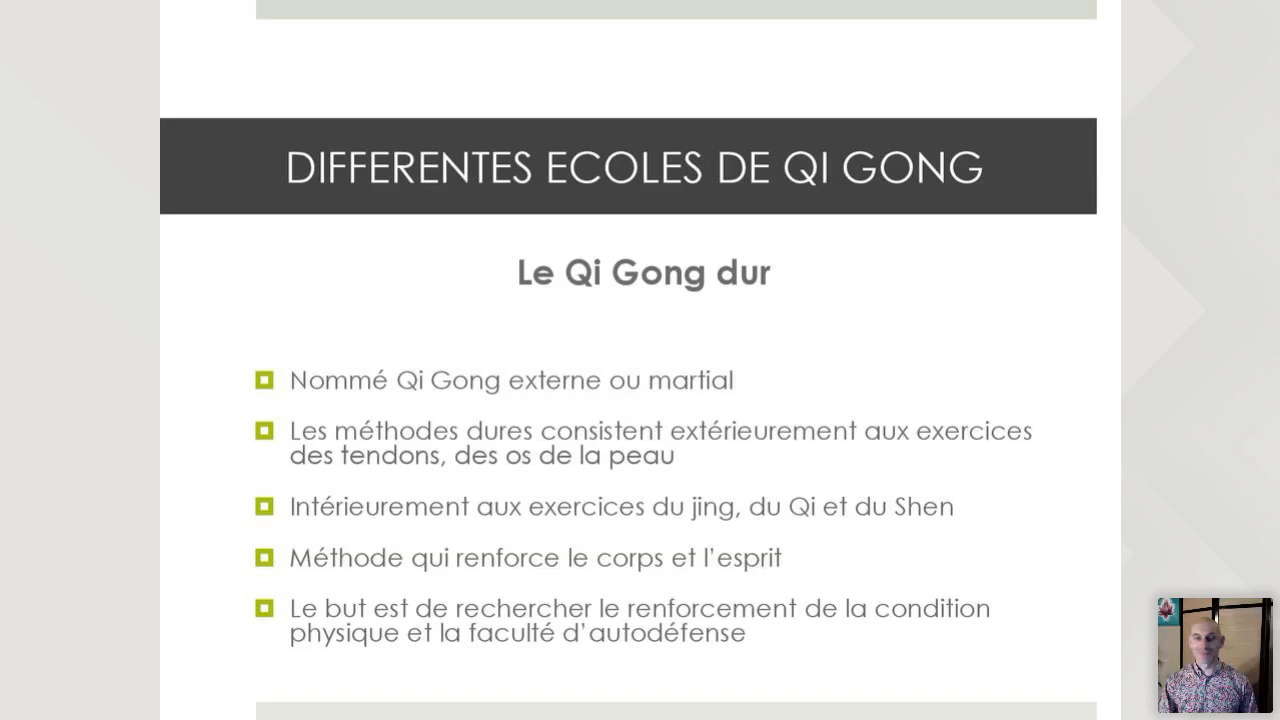 DIFFERENTES ECOLES DE QI GONG
Le Qi Gong dur
Nommé Qi Gong externe ou martial
Les méthodes dures consistent extérieurement aux exercices
des tendons, des os de la peau
Intérieurement aux exercices du jing, du Qi et du Shen
Méthode qui renforce le corps et l’esprit
Le but est de rechercher le renforcement de la condition
physique et la faculté d’autodéfense